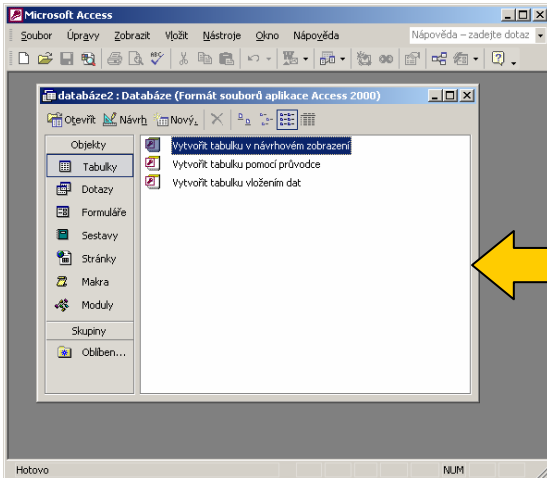 Microsoft Access
Soubor Úpravy Zobrazit Vložit Nástroje Okno Nápověda Nápověda – zadejte dotaz
databáze2 : Databáze (Formát souborů aplikace Access 2000)
Otevřít Návrh Nový
Objekty
Tabulky
Dotazy
Formuláře
Sestavy
Stránky
Makra
Moduly
Skupiny
Obliben...
Vytvořit tabulku v návrhovém zobrazení
Vytvořit tabulku pomocí průvodce
Vytvořit tabulku vložením dat
Hotovo NUM